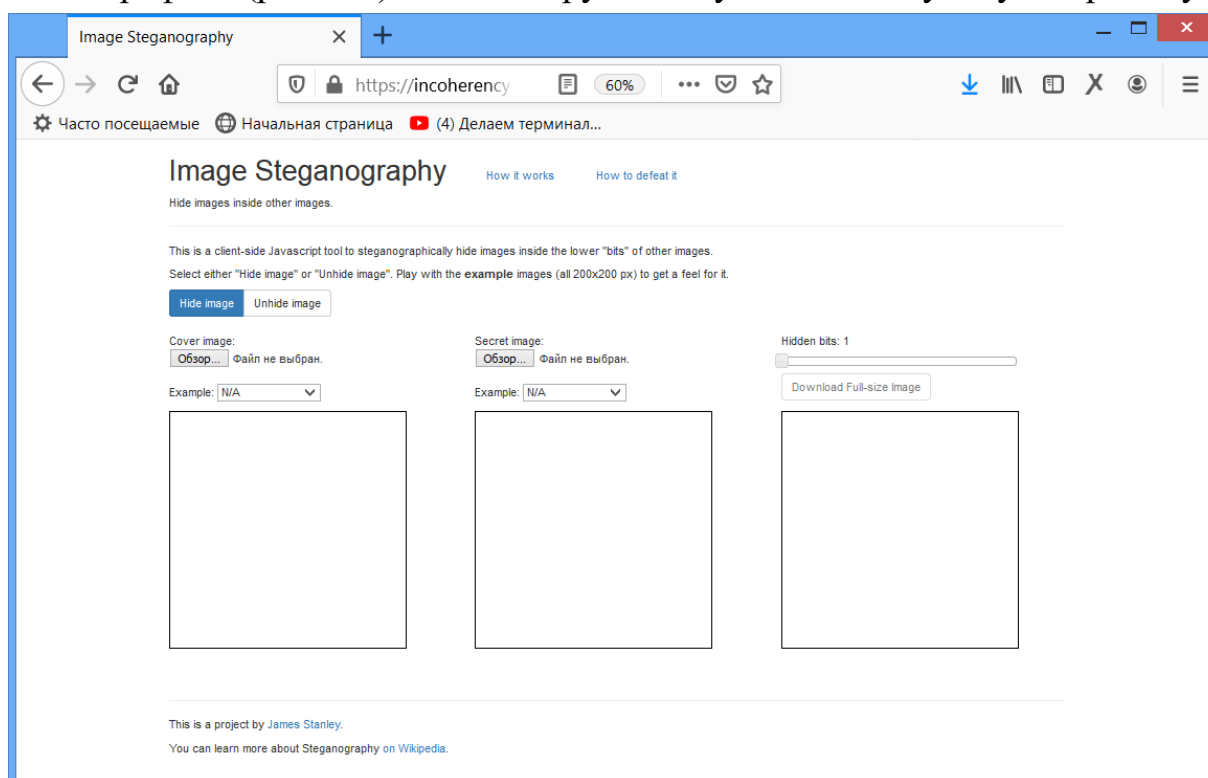 Image Steganography
https://incoherency 60%
Часто посещаемые Начальная страница (4) Делаем терминал...
Image Steganography How it works How to defeat it
Hide images inside other images.
This is a client-side Javascript tool to steganographically hide images inside the lower "bits" of other images.
Select either "Hide image" or "Unhide image". Play with the example images (all 200x200 px) to get a feel for it.
Hide image Unhide image
Cover image: Secret image: Hidden bits: 1
Обзор... Файл не выбран. Обзор... Файл не выбран.
Example: N/A Example: N/A Download Full-size Image
This is a project by James Stanley.
You can learn more about Steganography on Wikipedia.